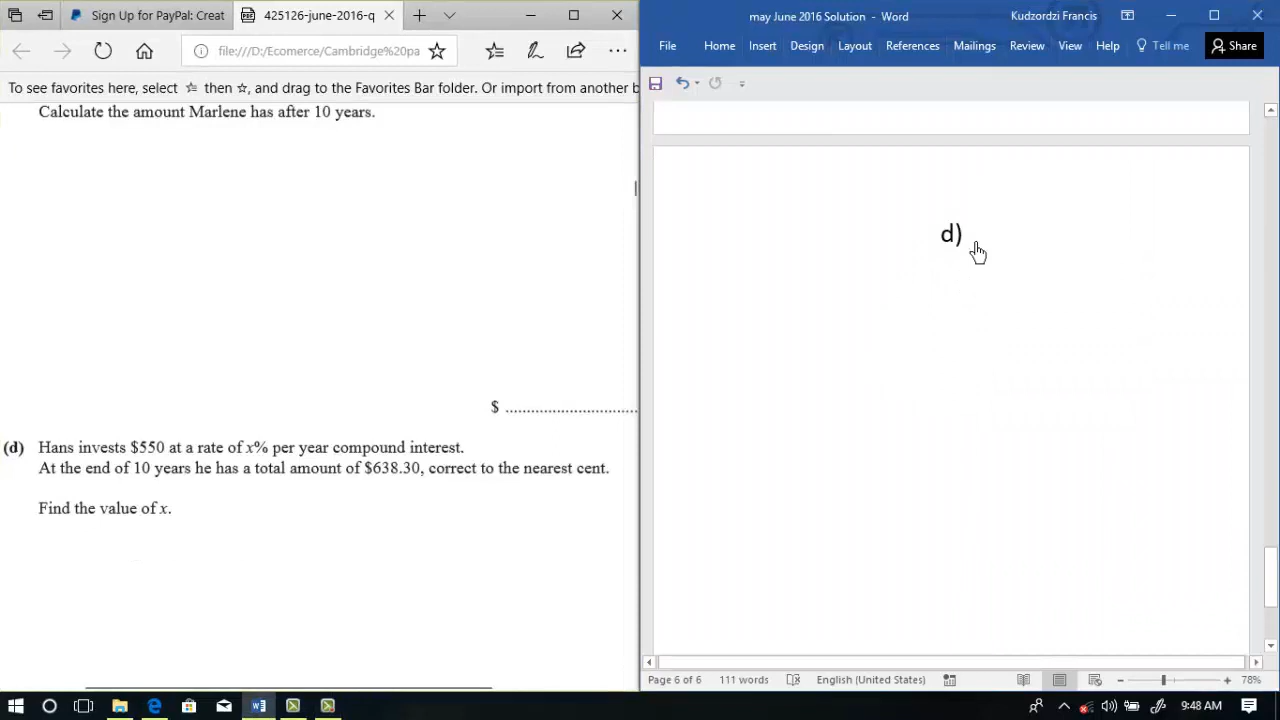 Sign Up for PayPal: Creat
425126-june-2016-q
file:///D:/Ecomerce/Cambridge%20pa
To see favorites here, select ☆ then ☆, and drag to the Favorites Bar folder. Or import from another b
Calculate the amount Marlene has after 10 years.
$ ..............................
(d) Hans invests $550 at a rate of x% per year compound interest.
At the end of 10 years he has a total amount of $638.30, correct to the nearest cent.
Find the value of x.
may June 2016 Solution - Word
Kudzordzi Francis
File Home Insert Design Layout References Mailings Review View Help Tell me Share
d)
Page 6 of 6 111 words English (United States) 78%
9:48 AM